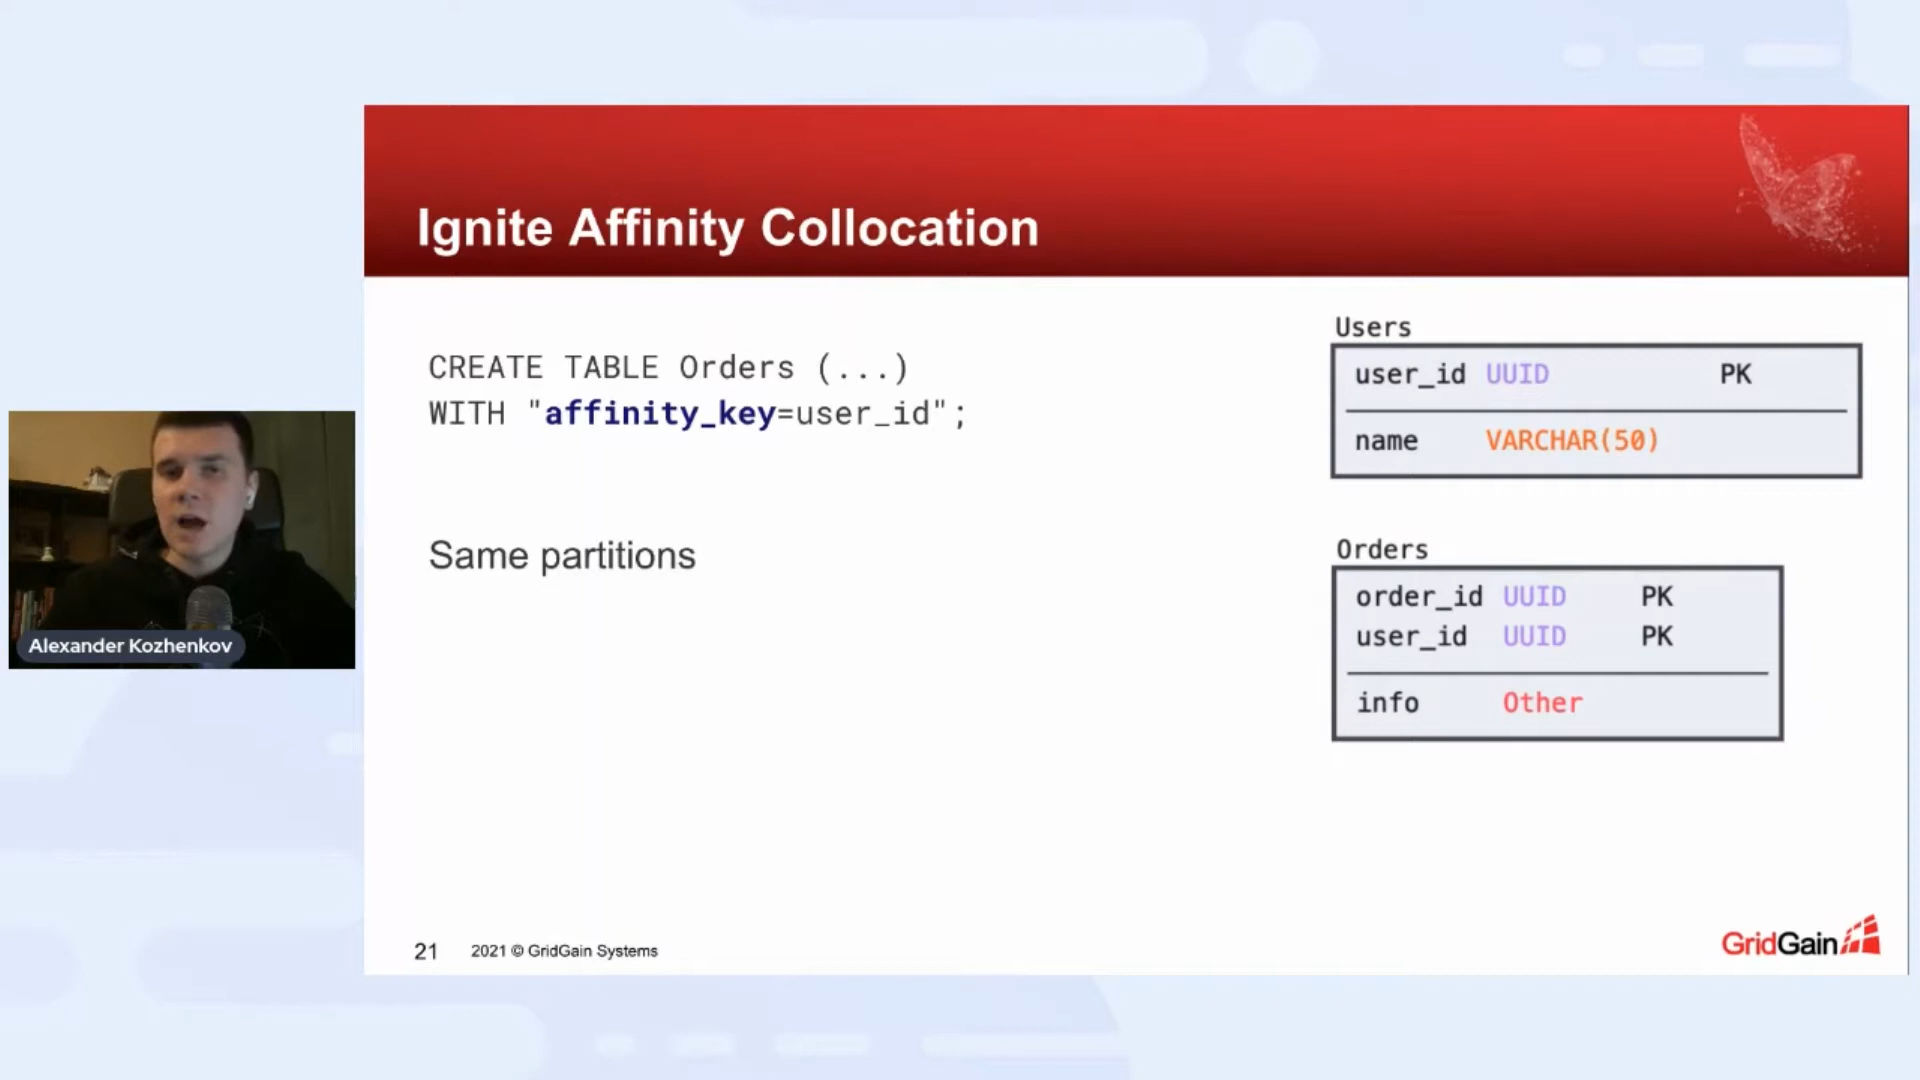 Ignite Affinity Collocation
CREATE TABLE Orders (...)
WITH "affinity_key=user_id";
Same partitions
Users
user_id UUID PK
name VARCHAR(50)
Orders
order_id UUID PK
user_id UUID PK
info Other
Alexander Kozhenkov
21 2021 © GridGain Systems
GridGain